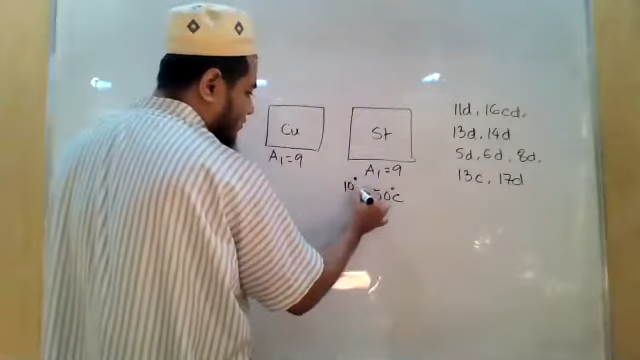 Cu
St
A₁=9
A₁=9
10° 50°C
11d, 16cd,
13d, 14d
5d, 6d, 8d,
13c, 17d